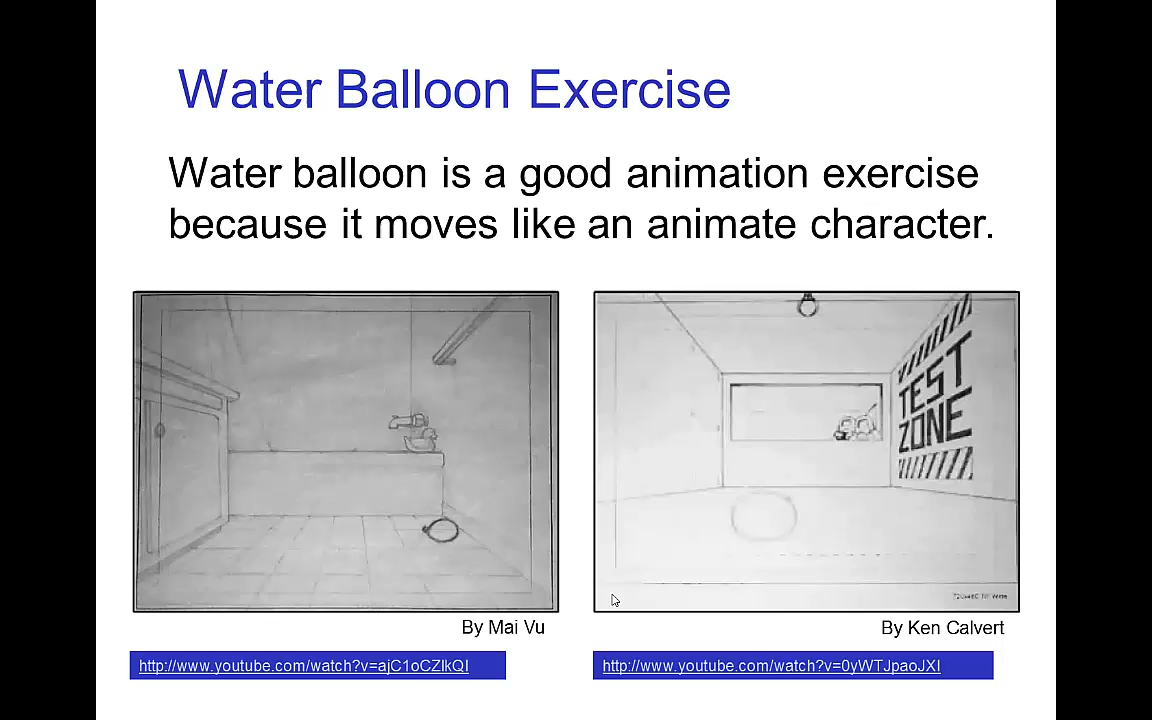 Water Balloon Exercise
Water balloon is a good animation exercise
because it moves like an animate character.
TEST
ZONE
By Mai Vu
By Ken Calvert
http://www.youtube.com/watch?v=ajC1oCZlkQI
http://www.youtube.com/watch?v=0yWTJpaoJXI